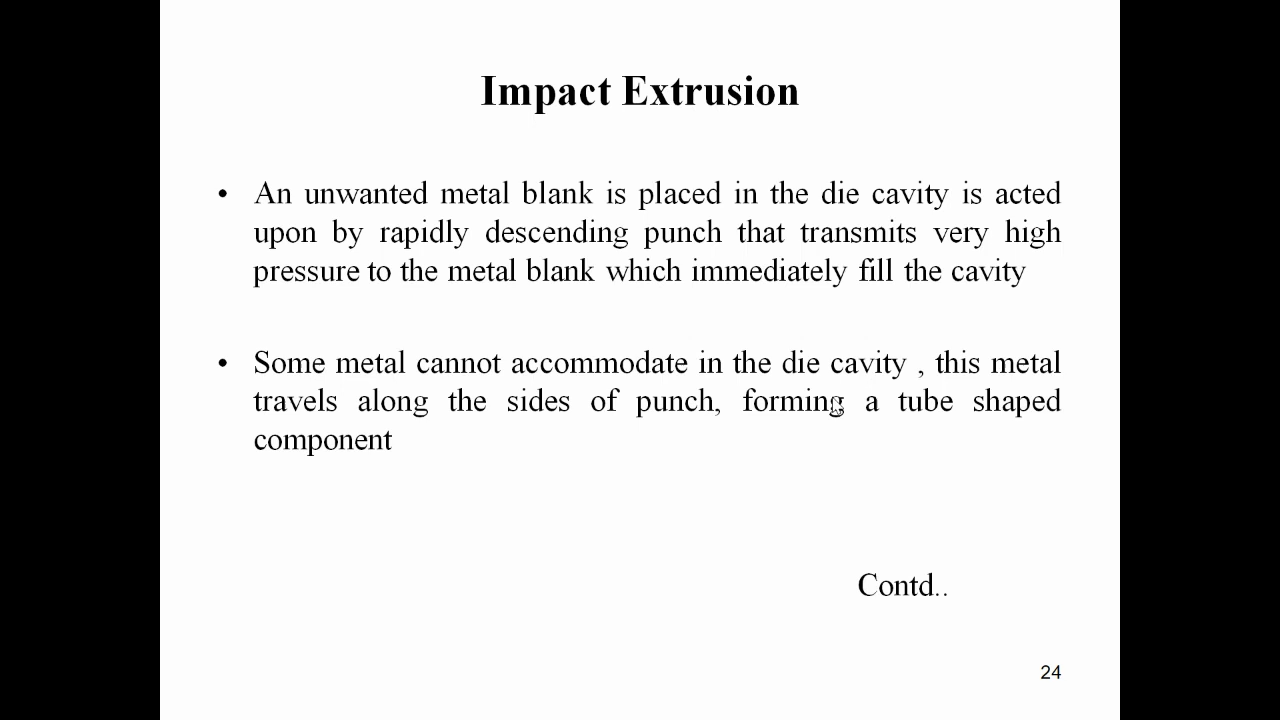 Impact Extrusion
• An unwanted metal blank is placed in the die cavity is acted
upon by rapidly descending punch that transmits very high
pressure to the metal blank which immediately fill the cavity
• Some metal cannot accommodate in the die cavity , this metal
travels along the sides of punch, forming a tube shaped
component
Contd..
24